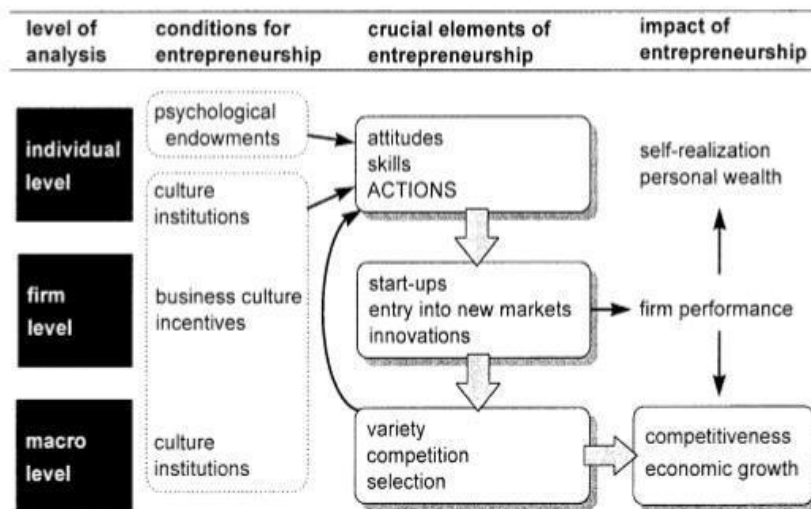 level of analysis
conditions for entrepreneurship
crucial elements of entrepreneurship
impact of entrepreneurship
individual
level
psychological
endowments
culture
institutions
attitudes
skills
ACTIONS
self-realization
personal wealth
firm
level
business culture
incentives
start-ups
entry into new markets
innovations
firm performance
macro
level
culture
institutions
variety
competition
selection
competitiveness
economic growth